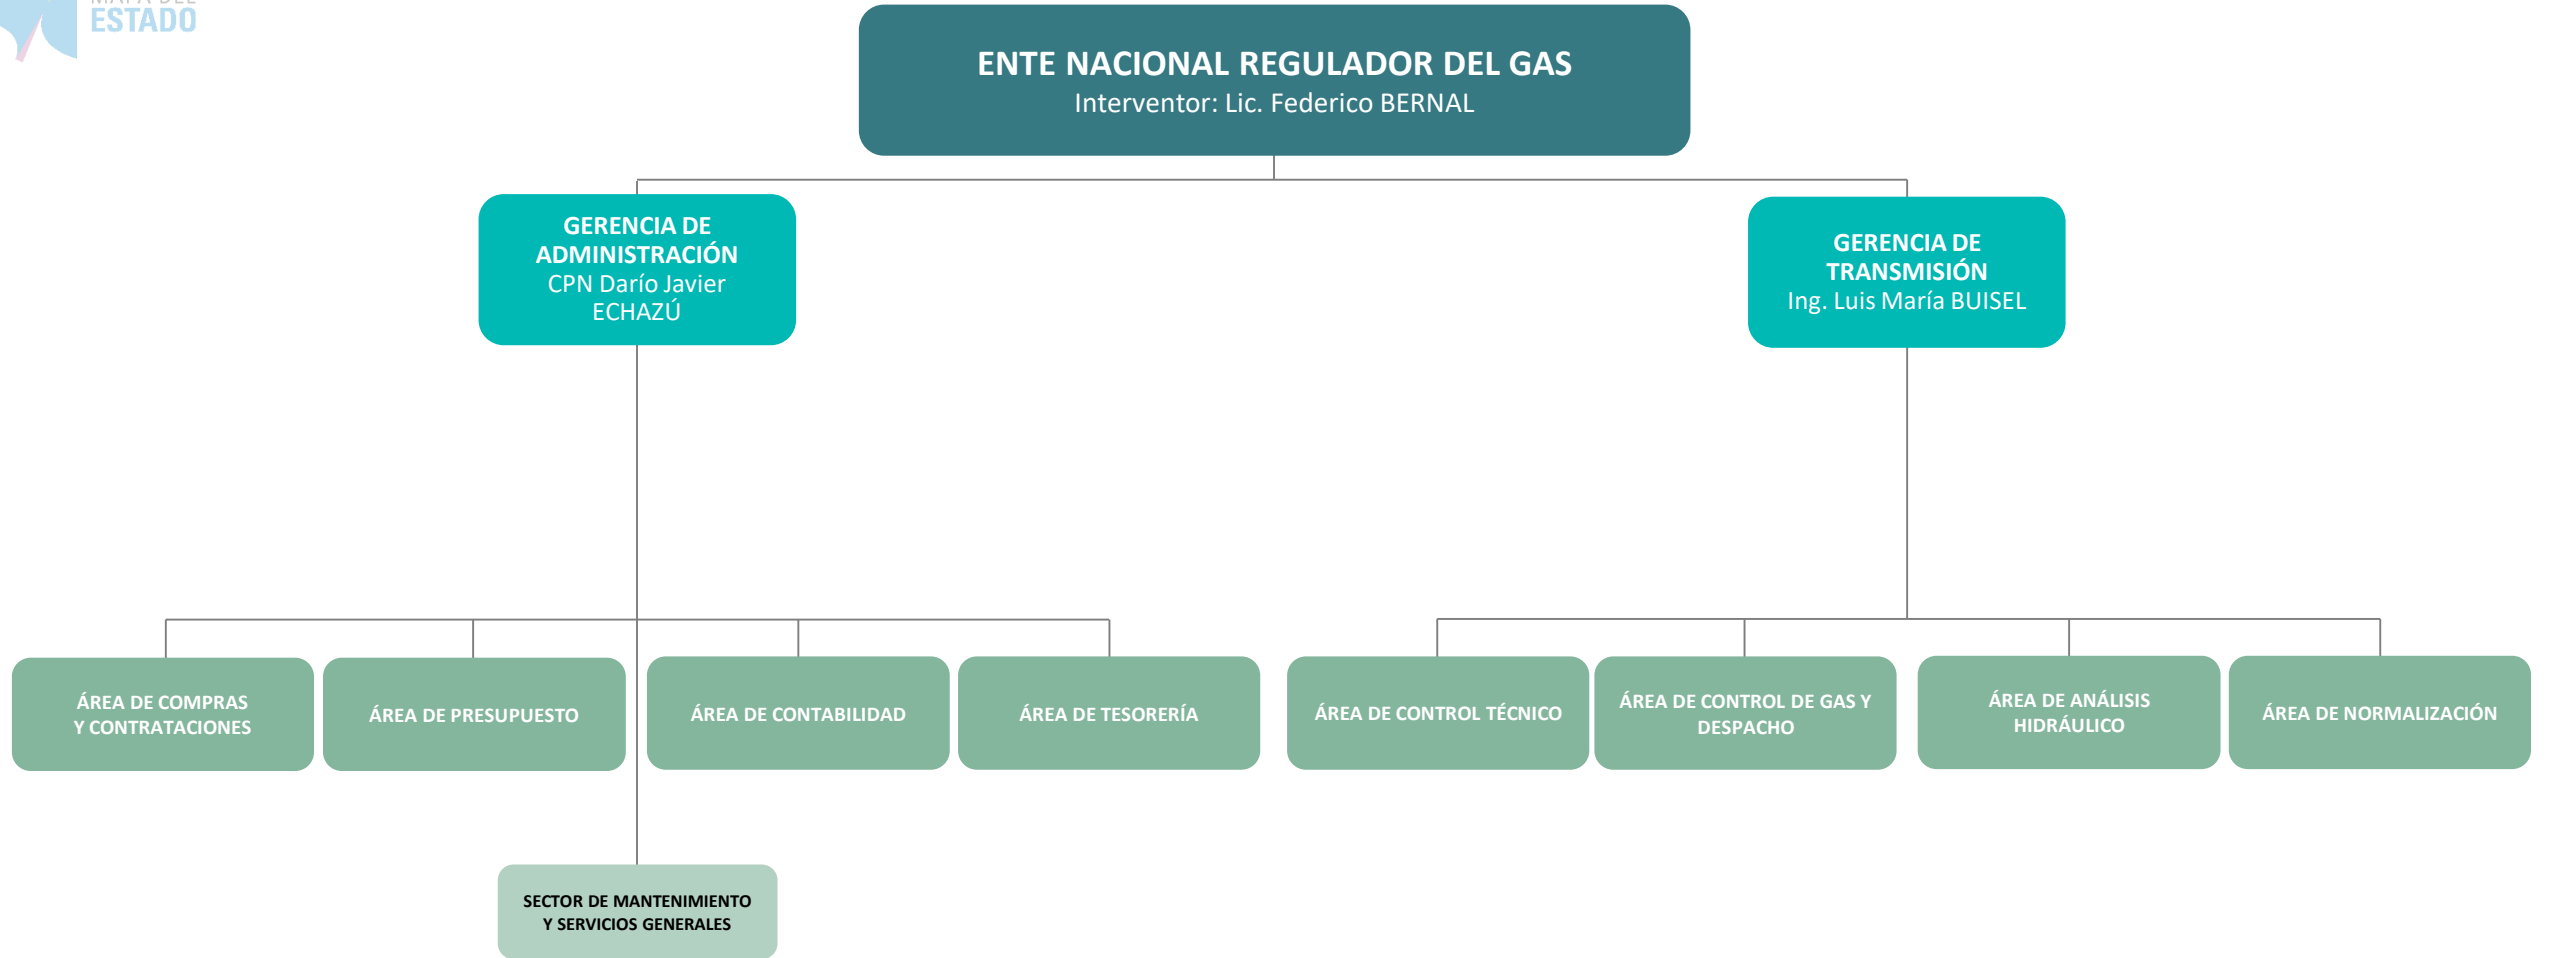 MAPA DEL
ESTADO
ENTE NACIONAL REGULADOR DEL GAS
Interventor: Lic. Federico BERNAL
GERENCIA DE
ADMINISTRACIÓN
CPN Darío Javier
ECHAZÚ
GERENCIA DE
TRANSMISIÓN
Ing. Luis María BUISEL
ÁREA DE COMPRAS
Y CONTRATACIONES
ÁREA DE PRESUPUESTO
ÁREA DE CONTABILIDAD
ÁREA DE TESORERÍA
ÁREA DE CONTROL TÉCNICO
ÁREA DE CONTROL DE GAS Y
DESPACHO
ÁREA DE ANÁLISIS
HIDRÁULICO
ÁREA DE NORMALIZACIÓN
SECTOR DE MANTENIMIENTO
Y SERVICIOS GENERALES